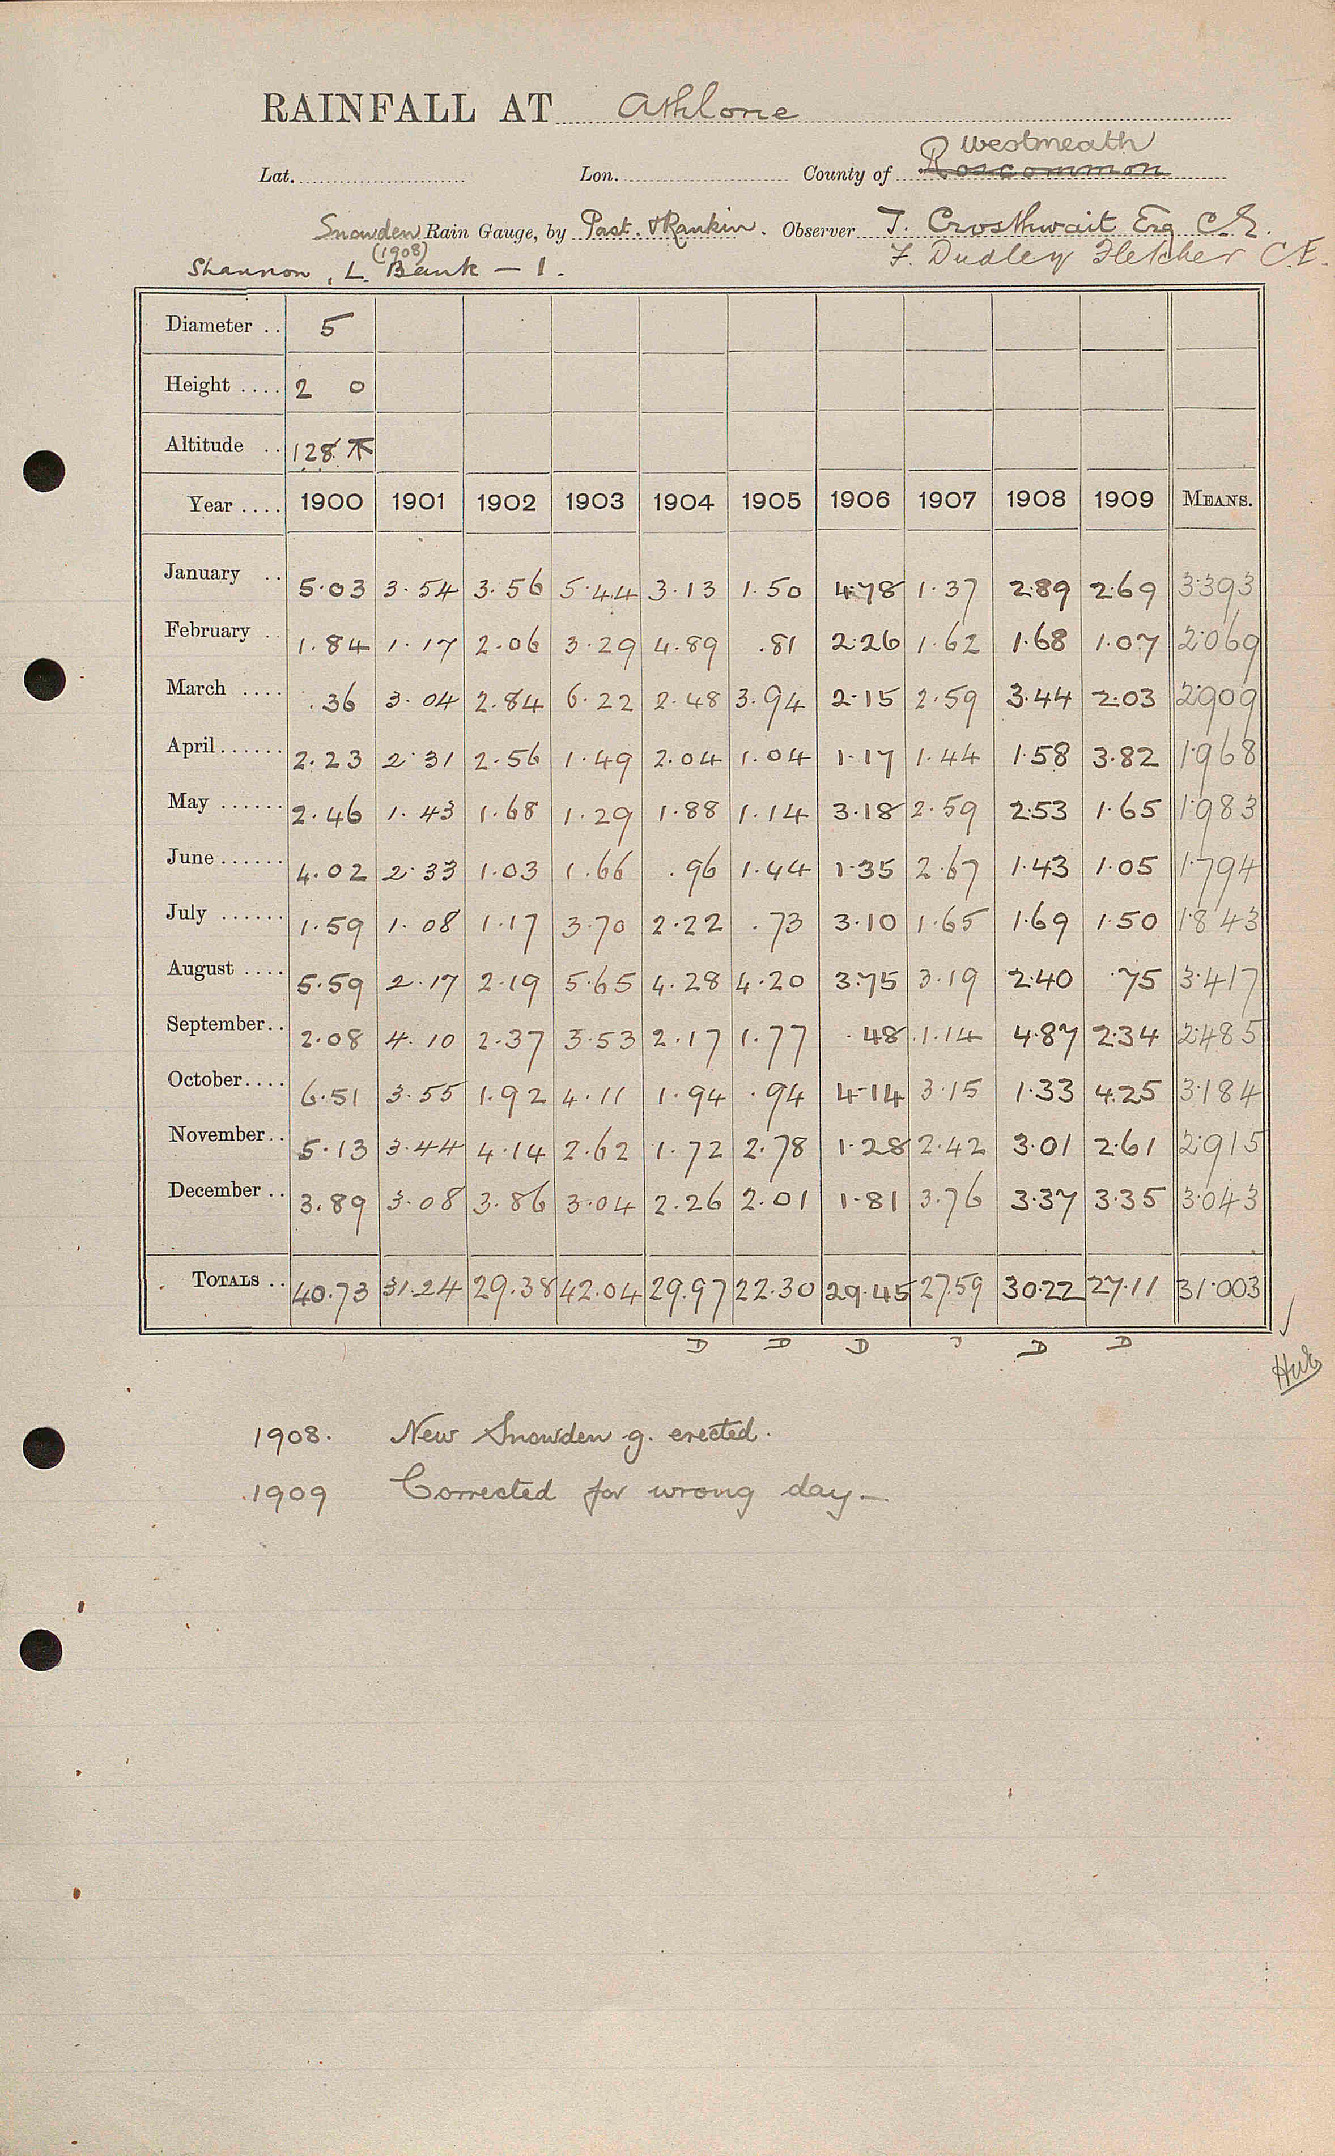 RAINFALL AT Athlone
Westmeath
Lat. Lon. County of Roscommon
Snowden Rain Gauge, by Past. & Rankin. Observer T. Crosthwait Esq C.E.
(1908) F. Dudley Fletcher C.E.
Shannon, L. Bank — 1.
Diameter .. 5
Height .... 2 0
Altitude .. 128
Year .... 1900 1901 1902 1903 1904 1905 1906 1907 1908 1909 MEANS.
January .. 5.03 3.54 3.56 5.44 3.13 1.50 4.78 1.37 2.89 2.69 3.393
February .. 1.84 1.17 2.06 3.29 4.89 .81 2.26 1.62 1.68 1.07 2.069
March .... .36 3.04 2.84 6.22 2.48 3.94 2.15 2.59 3.44 2.03 2.909
April ...... 2.23 2.31 2.56 1.49 2.04 1.04 1.17 1.44 1.58 3.82 1.968
May ...... 2.46 1.43 1.68 1.29 1.88 1.14 3.18 2.59 2.53 1.65 1.983
June ...... 4.02 2.33 1.03 1.66 .96 1.44 1.35 2.67 1.43 1.05 1.794
July ...... 1.59 1.08 1.17 3.70 2.22 .73 3.10 1.65 1.69 1.50 1.843
August .... 5.59 2.17 2.19 5.65 4.28 4.20 3.75 3.19 2.40 .75 3.417
September.. 2.08 4.10 2.37 3.53 2.17 1.77 .48 1.14 4.87 2.34 2.485
October.... 6.51 3.55 1.92 4.11 1.94 .94 4.14 3.15 1.33 4.25 3.184
November.. 5.13 3.44 4.14 2.62 1.72 2.78 1.28 2.42 3.01 2.61 2.915
December .. 3.89 3.08 3.86 3.04 2.26 2.01 1.81 3.76 3.37 3.35 3.043
TOTALS .. 40.73 31.24 29.38 42.04 29.97 22.30 29.45 27.59 30.22 27.11 31.003
D D D D D D
1908. New Snowden g. erected.
1909 Corrected for wrong day —